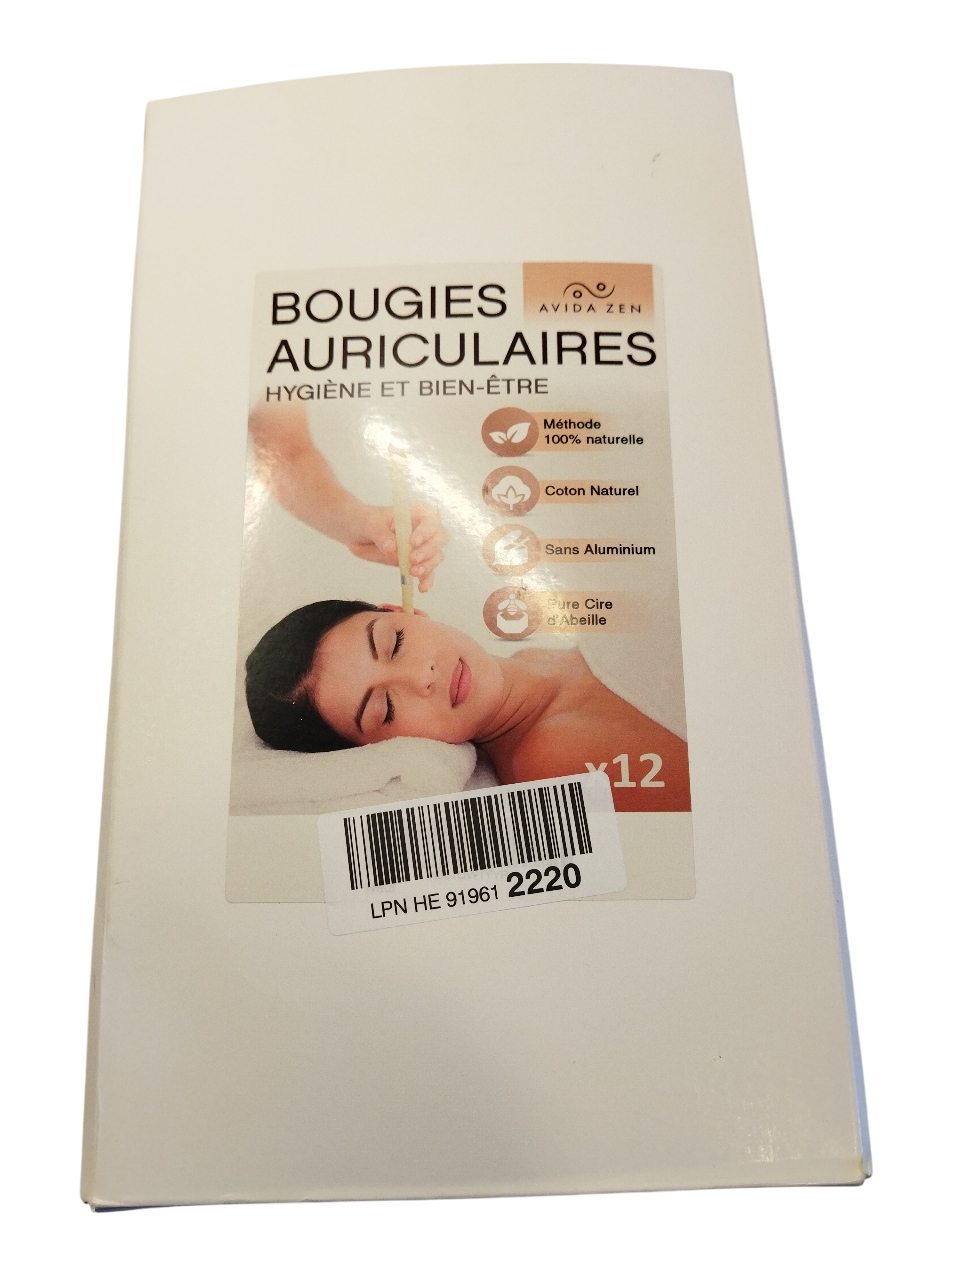 BOUGIES
AVIDA ZEN
AURICULAIRES
HYGIÈNE ET BIEN-ÊTRE
Méthode
100% naturelle
Coton Naturel
Sans Aluminium
Pure Cire
d'Abeille
x12
LPN HE 91961 2220